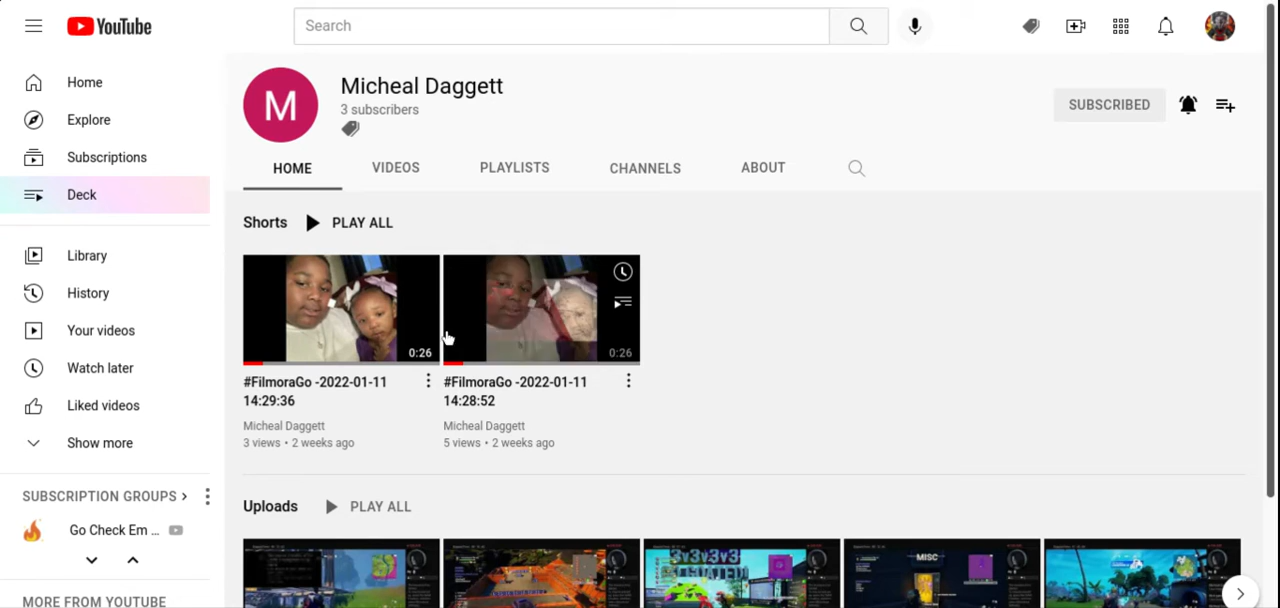 YouTube
Search
Home
Explore
Subscriptions
Deck
Library
History
Your videos
Watch later
Liked videos
Show more
SUBSCRIPTION GROUPS
Go Check Em ...
MORE FROM YOUTUBE
M
Micheal Daggett
3 subscribers
SUBSCRIBED
HOME VIDEOS PLAYLISTS CHANNELS ABOUT
Shorts PLAY ALL
0:26 0:26
#FilmoraGo -2022-01-11
14:29:36
Micheal Daggett
3 views • 2 weeks ago
#FilmoraGo -2022-01-11
14:28:52
Micheal Daggett
5 views • 2 weeks ago
Uploads PLAY ALL
3v3v3v3
MISC